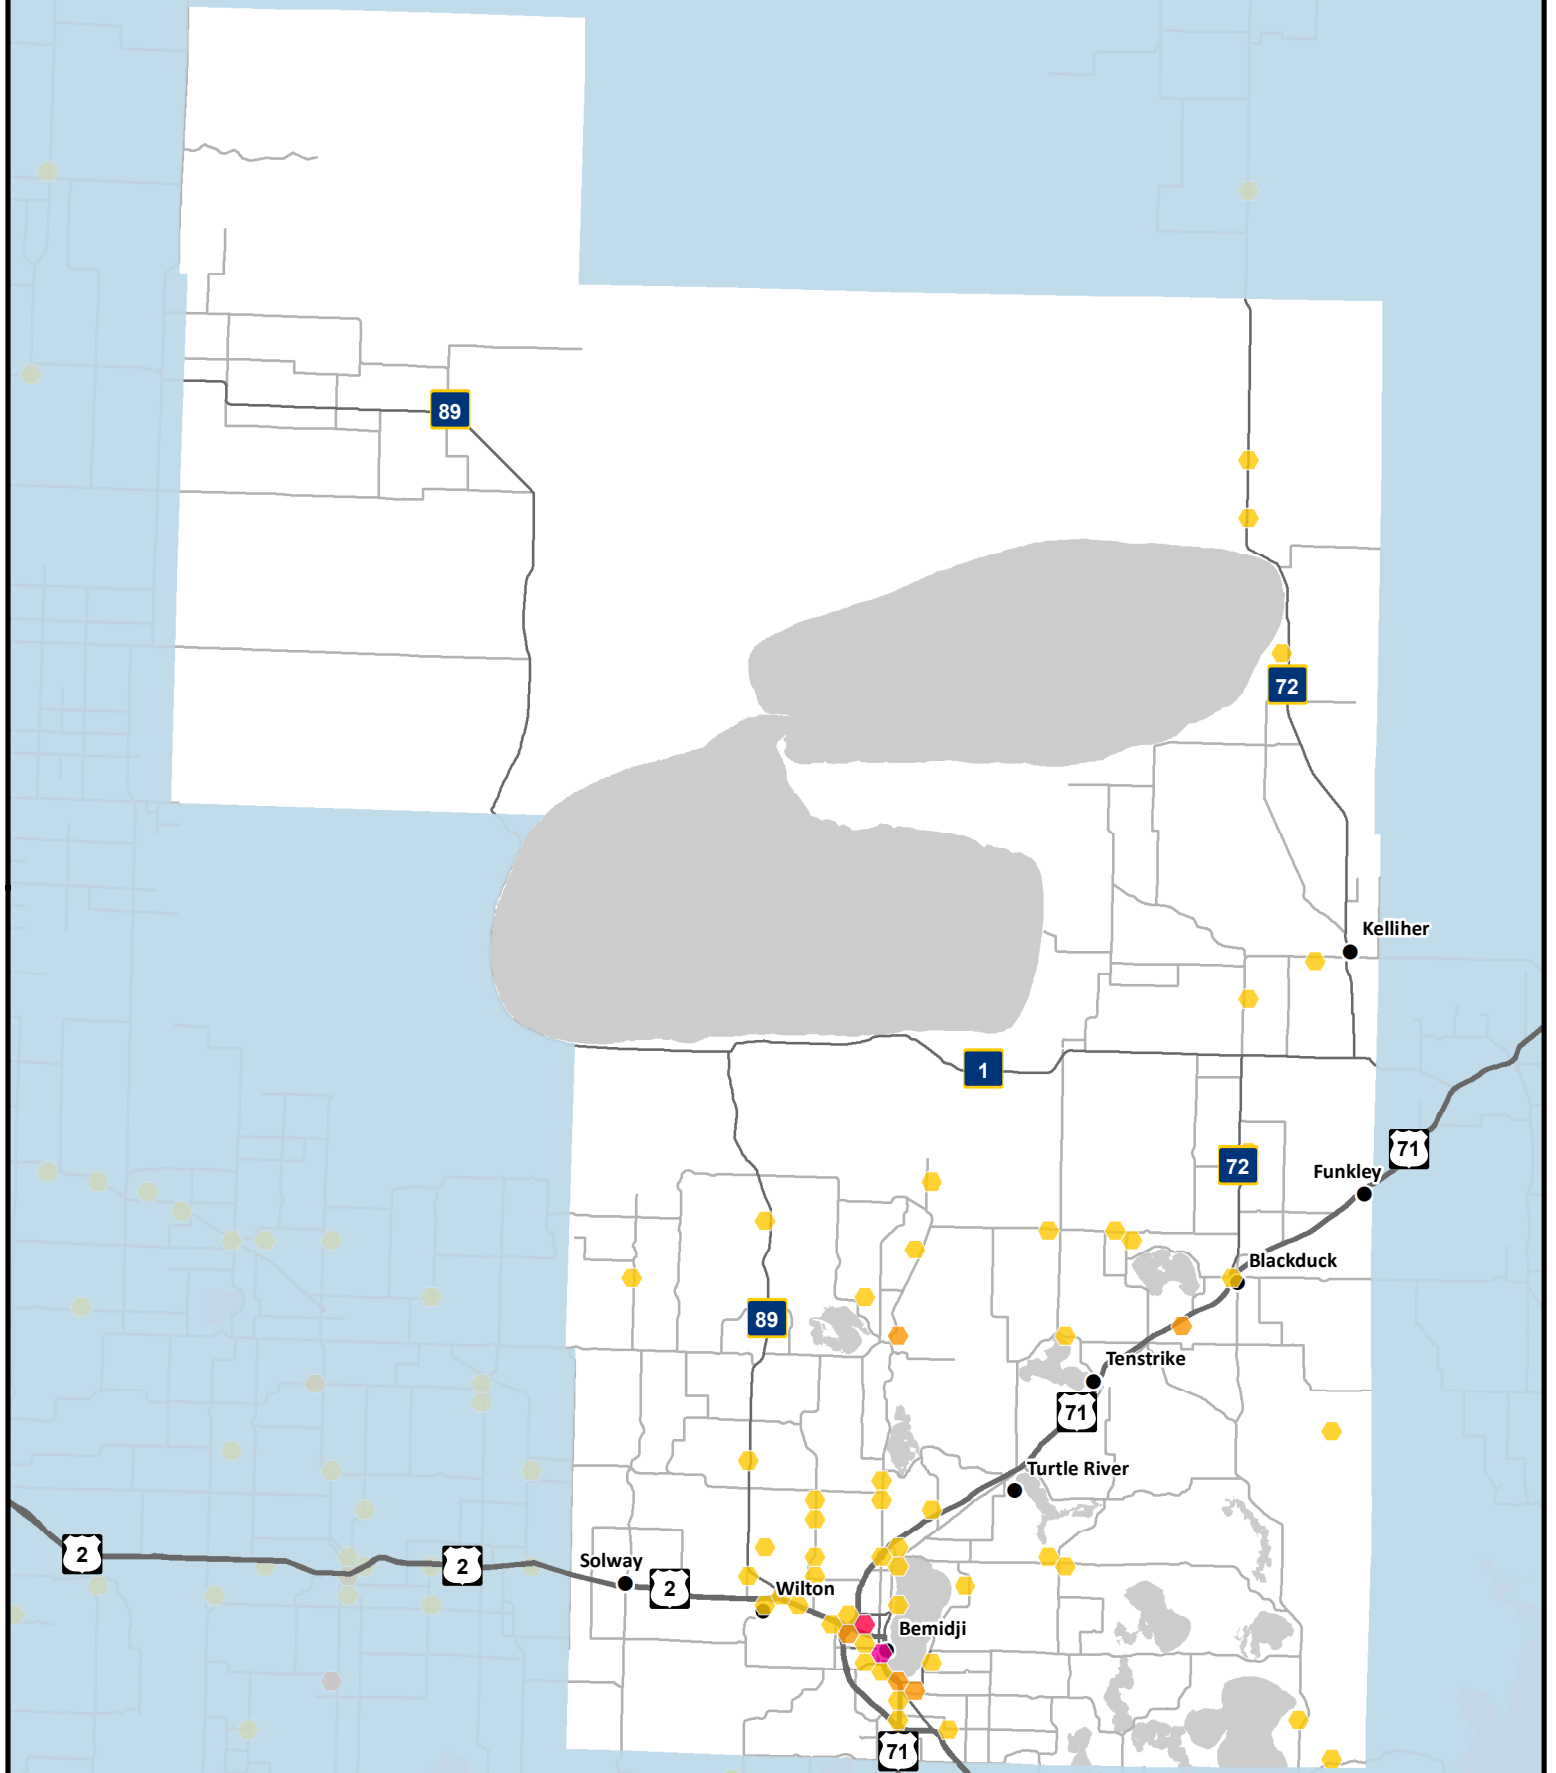 89
72
Kelliher
1
71
72
Funkley
Blackduck
89
Tenstrike
71
Turtle River
2
2
Solway
2
Wilton
Bemidji
71